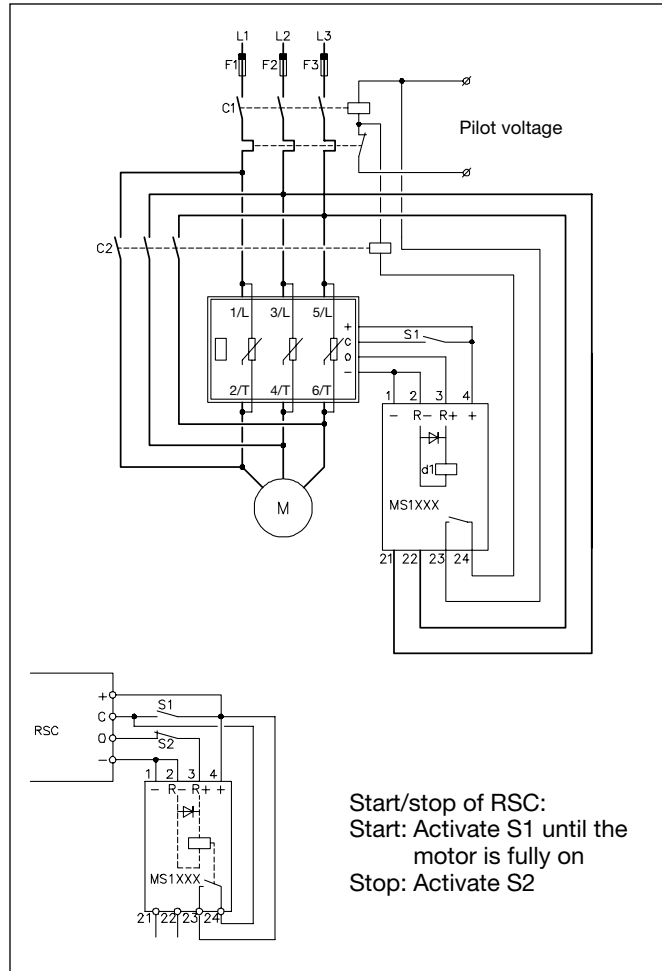 L1 L2 L3
F1 F2 F3
C1
Pilot voltage
C2
1/L 3/L 5/L
+
C
O
−
S1
2/T 4/T 6/T
1 2 3 4
− R− R+ +
d1
M
MS1XXX
21 22 23 24
RSC
+
C
O
−
S1
S2
1 2 3 4
− R− R+ +
MS1XXX
21 22 23 24
Start/stop of RSC:
Start: Activate S1 until the
motor is fully on
Stop: Activate S2